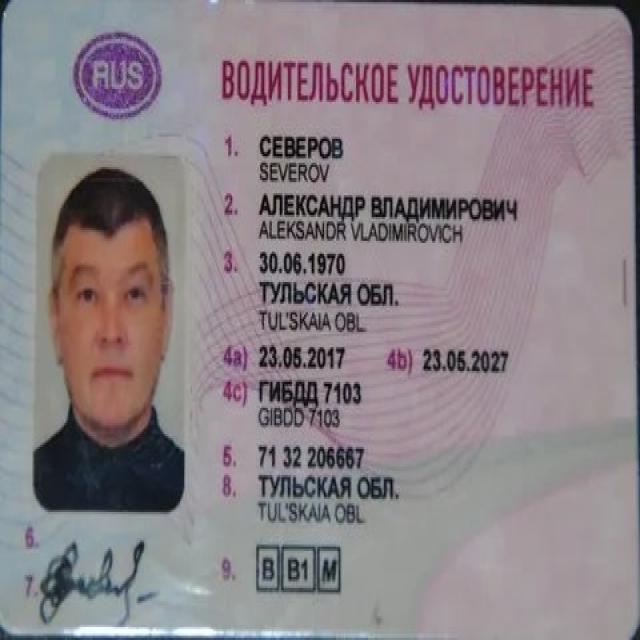 RUS
ВОДИТЕЛЬСКОЕ УДОСТОВЕРЕНИЕ
1. СЕВЕРОВ
SEVEROV
2. АЛЕКСАНДР ВЛАДИМИРОВИЧ
ALEKSANDR VLADIMIROVICH
3. 30.06.1970
ТУЛЬСКАЯ ОБЛ.
TUL'SKAIA OBL.
4a) 23.05.2017 4b) 23.05.2027
4c) ГИБДД 7103
GIBDD 7103
5. 71 32 206667
8. ТУЛЬСКАЯ ОБЛ.
TUL'SKAIA OBL.
6.
7.
9. B B1 M